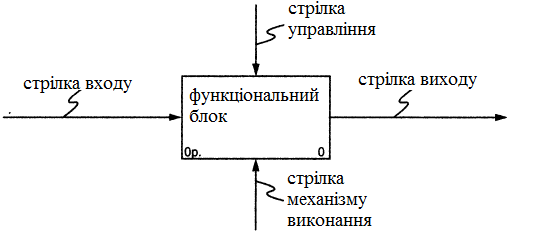 стрілка
управління
стрілка входу
стрілка виходу
функціональний
блок
0р.
0
стрілка
механізму
виконання